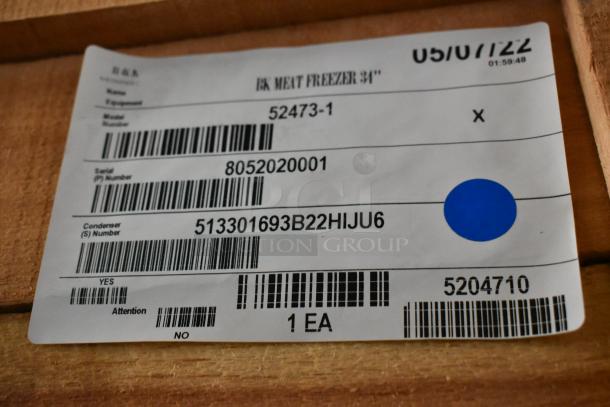 05/07/22
01:59:48
Name
Equipment
BK MEAT FREEZER 34"
Model
Number
52473-1
X
Serial
(P) Number
8052020001
Condenser
(S) Number
513301693B22HIJU6
YES
Attention
NO
1 EA
5204710
GROUP